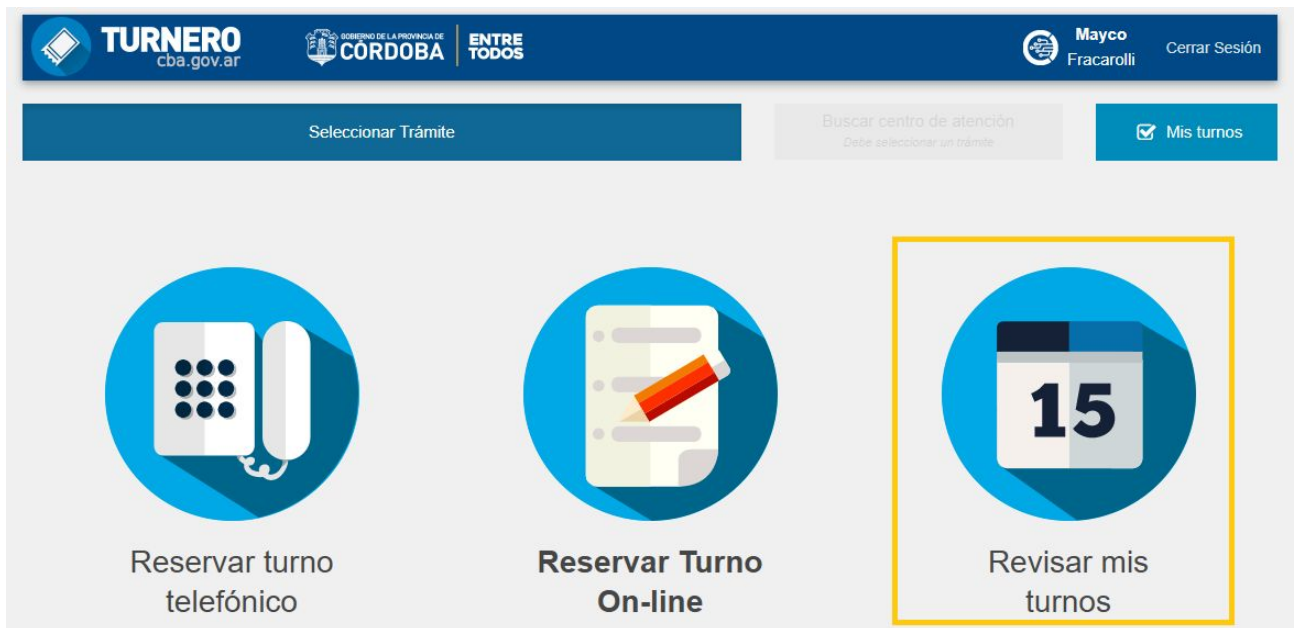 TURNERO
cba.gov.ar
GOBIERNO DE LA PROVINCIA DE
CÓRDOBA
ENTRE
TODOS
Mayco
Fracarolli
Cerrar Sesión
Seleccionar Trámite
Buscar centro de atención
Debe seleccionar un trámite
Mis turnos
15
Reservar turno
telefónico
Reservar Turno
On-line
Revisar mis
turnos